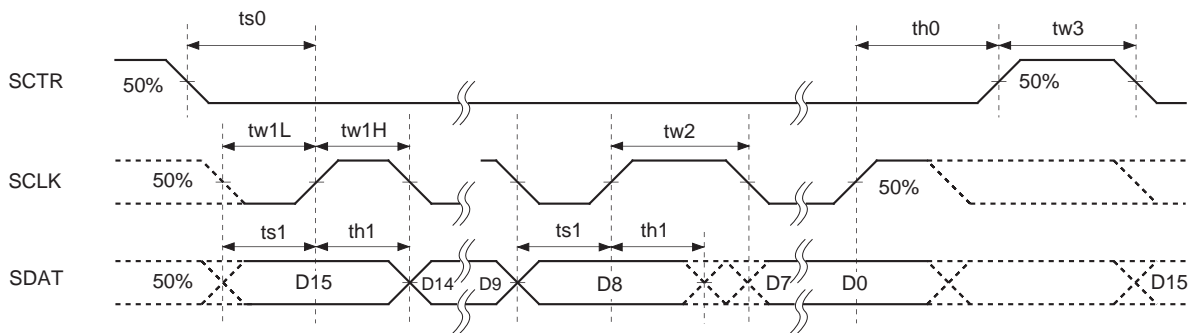 ts0 th0 tw3
SCTR 50% 50%
tw1L tw1H tw2
SCLK 50% 50%
ts1 th1 ts1 th1
SDAT 50% D15 D14 D9 D8 D7 D0 D15